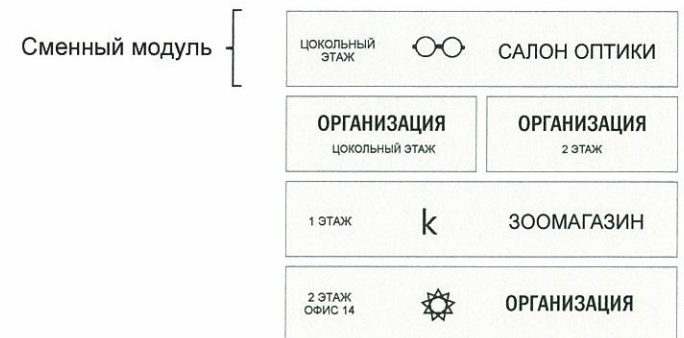 Сменный модуль
ЦОКОЛЬНЫЙ
ЭТАЖ
САЛОН ОПТИКИ
ОРГАНИЗАЦИЯ
ЦОКОЛЬНЫЙ ЭТАЖ
ОРГАНИЗАЦИЯ
2 ЭТАЖ
1 ЭТАЖ
k
ЗООМАГАЗИН
2 ЭТАЖ
ОФИС 14
ОРГАНИЗАЦИЯ